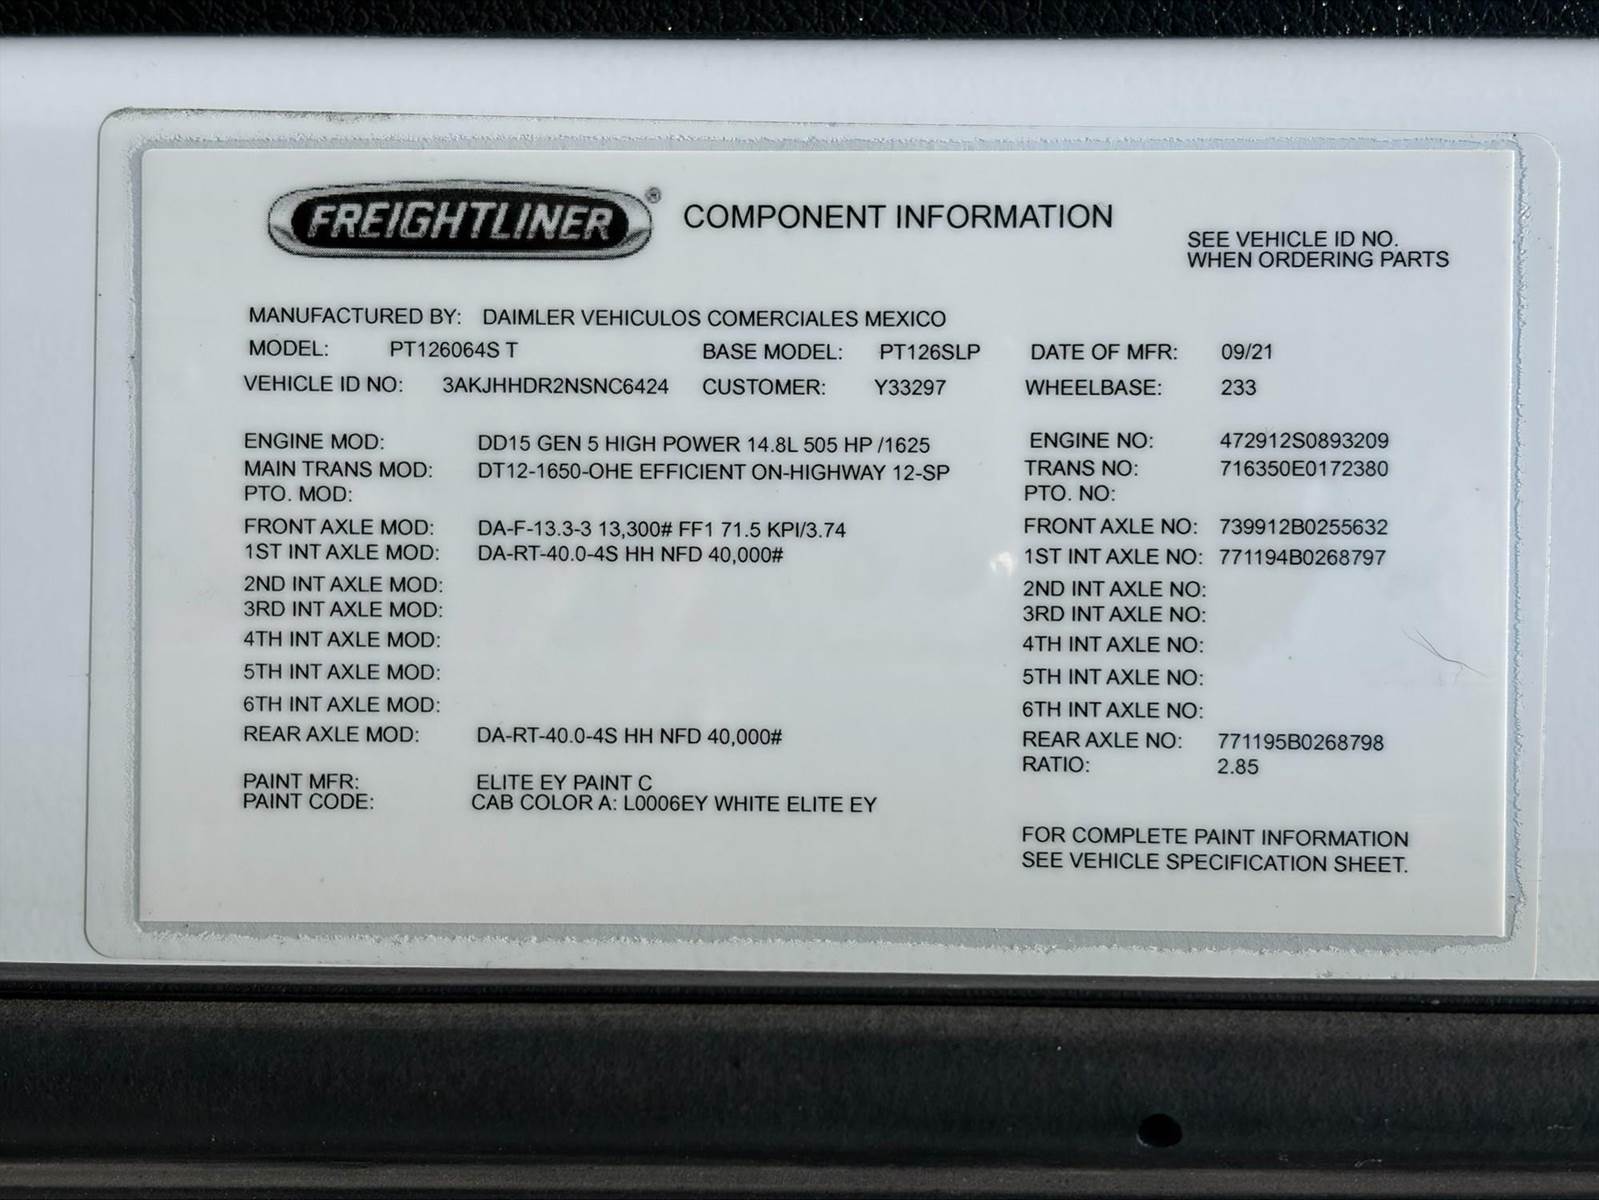 FREIGHTLINER ® COMPONENT INFORMATION
SEE VEHICLE ID NO.
WHEN ORDERING PARTS
MANUFACTURED BY: DAIMLER VEHICULOS COMERCIALES MEXICO
MODEL: PT126064S T BASE MODEL: PT126SLP DATE OF MFR: 09/21
VEHICLE ID NO: 3AKJHHDR2NSNC6424 CUSTOMER: Y33297 WHEELBASE: 233
ENGINE MOD: DD15 GEN 5 HIGH POWER 14.8L 505 HP /1625 ENGINE NO: 472912S0893209
MAIN TRANS MOD: DT12-1650-OHE EFFICIENT ON-HIGHWAY 12-SP TRANS NO: 716350E0172380
PTO. MOD: PTO. NO:
FRONT AXLE MOD: DA-F-13.3-3 13,300# FF1 71.5 KPI/3.74 FRONT AXLE NO: 739912B0255632
1ST INT AXLE MOD: DA-RT-40.0-4S HH NFD 40,000# 1ST INT AXLE NO: 771194B0268797
2ND INT AXLE MOD: 2ND INT AXLE NO:
3RD INT AXLE MOD: 3RD INT AXLE NO:
4TH INT AXLE MOD: 4TH INT AXLE NO:
5TH INT AXLE MOD: 5TH INT AXLE NO:
6TH INT AXLE MOD: 6TH INT AXLE NO:
REAR AXLE MOD: DA-RT-40.0-4S HH NFD 40,000# REAR AXLE NO: 771195B0268798
RATIO: 2.85
PAINT MFR: ELITE EY PAINT C
PAINT CODE: CAB COLOR A: L0006EY WHITE ELITE EY
FOR COMPLETE PAINT INFORMATION
SEE VEHICLE SPECIFICATION SHEET.